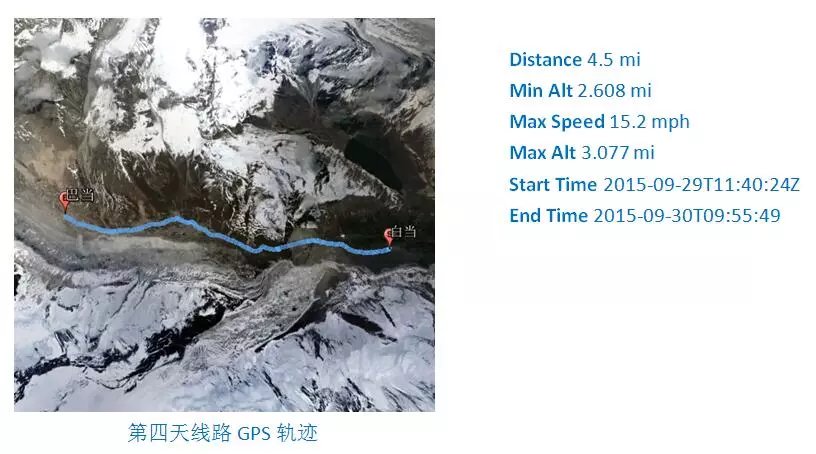 巴当
白当
Distance 4.5 mi
Min Alt 2.608 mi
Max Speed 15.2 mph
Max Alt 3.077 mi
Start Time 2015-09-29T11:40:24Z
End Time 2015-09-30T09:55:49
第四天线路 GPS 轨迹